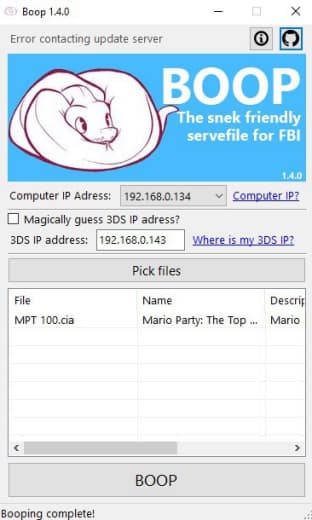 Boop 1.4.0
Error contacting update server
BOOP
The snek friendly
servefile for FBI
1.4.0
Computer IP Adress: 192.168.0.134 Computer IP?
Magically guess 3DS IP adress?
3DS IP address: 192.168.0.143 Where is my 3DS IP?
Pick files
File Name Descrip
MPT 100.cia Mario Party: The Top ... Mario
BOOP
Booping complete!